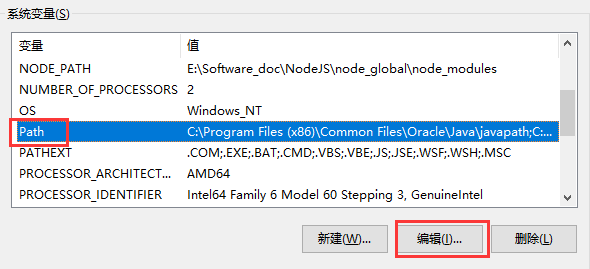 系统变量(S)
变量 值
NODE_PATH E:\Software_doc\NodeJS\node_global\node_modules
NUMBER_OF_PROCESSORS 2
OS Windows_NT
Path C:\Program Files (x86)\Common Files\Oracle\Java\javapath;C:...
PATHEXT .COM;.EXE;.BAT;.CMD;.VBS;.VBE;.JS;.JSE;.WSF;.WSH;.MSC
PROCESSOR_ARCHITECT... AMD64
PROCESSOR_IDENTIFIER Intel64 Family 6 Model 60 Stepping 3, GenuineIntel
新建(W)... 编辑(I)... 删除(L)